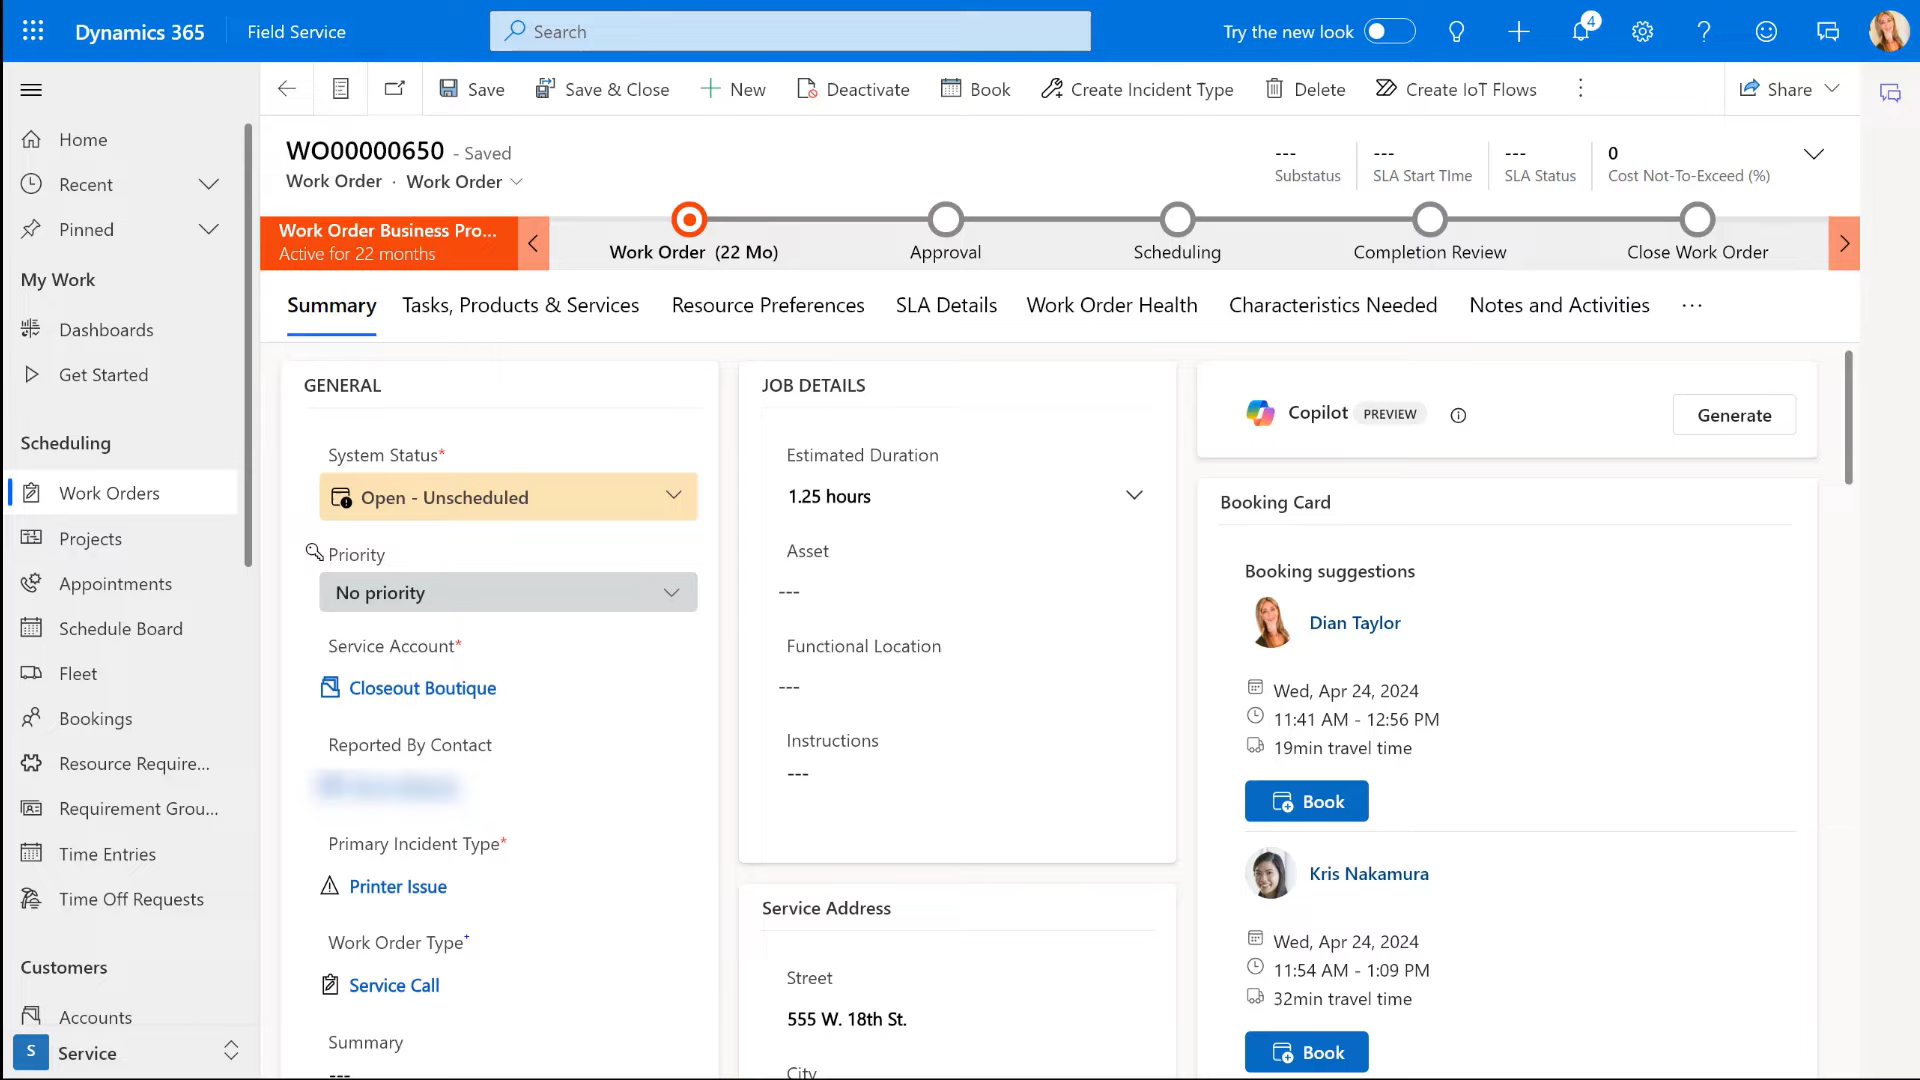 Dynamics 365
Field Service
Search
Try the new look
4
Save
Save & Close
New
Deactivate
Book
Create Incident Type
Delete
Create IoT Flows
Share
Home
Recent
Pinned
My Work
Dashboards
Get Started
Scheduling
Work Orders
Projects
Appointments
Schedule Board
Fleet
Bookings
Resource Require...
Requirement Grou...
Time Entries
Time Off Requests
Customers
Accounts
S Service
WO00000650 - Saved
Work Order · Work Order
---
Substatus
---
SLA Start TIme
---
SLA Status
0
Cost Not-To-Exceed (%)
Work Order Business Pro...
Active for 22 months
Work Order (22 Mo)
Approval
Scheduling
Completion Review
Close Work Order
Summary
Tasks, Products & Services
Resource Preferences
SLA Details
Work Order Health
Characteristics Needed
Notes and Activities
...
GENERAL
System Status*
Open - Unscheduled
Priority
No priority
Service Account*
Closeout Boutique
Reported By Contact
Primary Incident Type*
Printer Issue
Work Order Type+
Service Call
Summary
---
JOB DETAILS
Estimated Duration
1.25 hours
Asset
---
Functional Location
---
Instructions
---
Service Address
Street
555 W. 18th St.
City
Copilot PREVIEW
Generate
Booking Card
Booking suggestions
Dian Taylor
Wed, Apr 24, 2024
11:41 AM - 12:56 PM
19min travel time
Book
Kris Nakamura
Wed, Apr 24, 2024
11:54 AM - 1:09 PM
32min travel time
Book